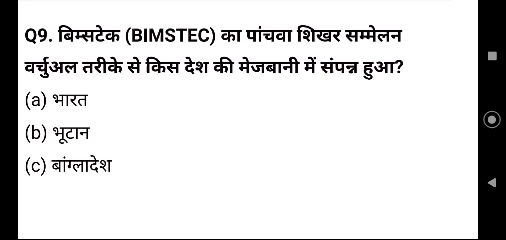 Q9. बिम्सटेक (BIMSTEC) का पांचवा शिखर सम्मेलन
वर्चुअल तरीके से किस देश की मेजबानी में संपन्न हुआ?
(a) भारत
(b) भूटान
(c) बांग्लादेश